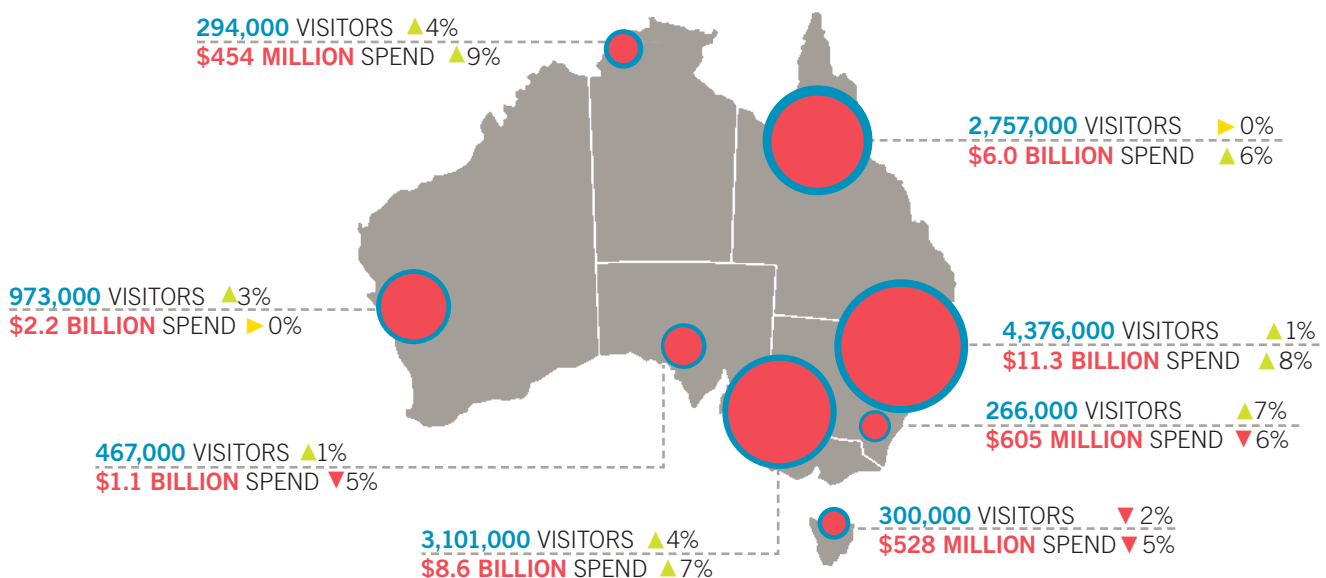 294,000 VISITORS ▲4%
$454 MILLION SPEND ▲9%
2,757,000 VISITORS ▶ 0%
$6.0 BILLION SPEND ▲ 6%
973,000 VISITORS ▲3%
$2.2 BILLION SPEND ▶ 0%
4,376,000 VISITORS ▲1%
$11.3 BILLION SPEND ▲ 8%
266,000 VISITORS ▲7%
$605 MILLION SPEND ▼ 6%
467,000 VISITORS ▲1%
$1.1 BILLION SPEND ▼5%
300,000 VISITORS ▼ 2%
$528 MILLION SPEND ▼ 5%
3,101,000 VISITORS ▲4%
$8.6 BILLION SPEND ▲7%